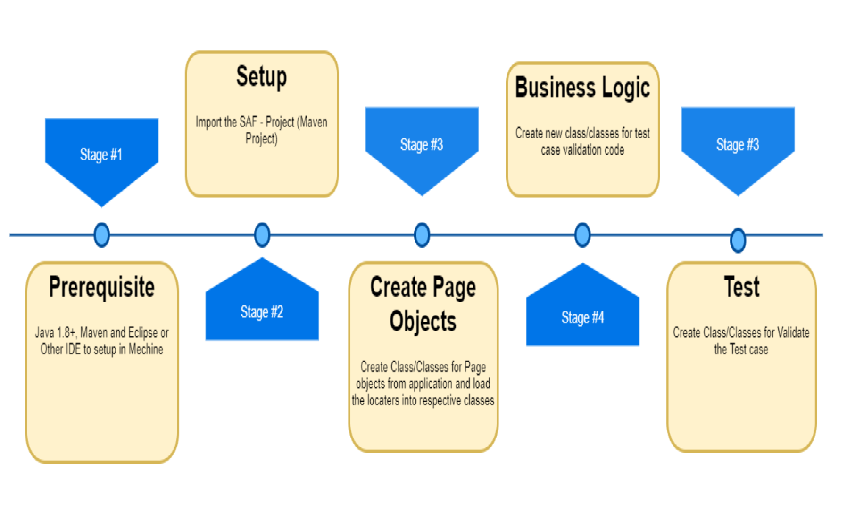 Stage #1
Prerequisite
Java 1.8+, Maven and Eclipse or
Other IDE to setup in Mechine
Setup
Import the SAF - Project (Maven
Project)
Stage #2
Stage #3
Create Page
Objects
Create Class/Classes for Page
objects from application and load
the locaters into respective classes
Business Logic
Create new class/classes for test
case validation code
Stage #4
Stage #3
Test
Create Class/Classes for Validate
the Test case